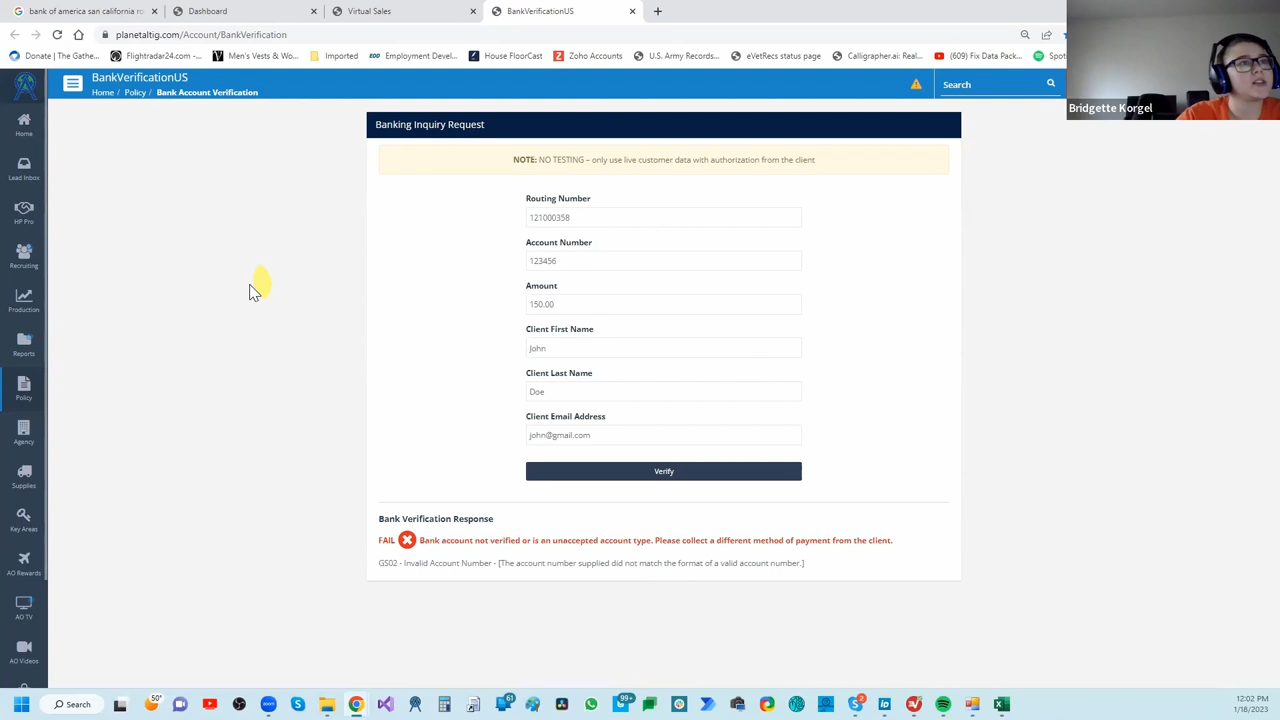 bank of america san california ro
Dashboard
Virtual Sales
BankVerificationUS
planetaltig.com/Account/BankVerification
Donate | The Gathe...
Flightradar24.com -...
Men's Vests & Wo...
Imported
EDD Employment Devel...
House FloorCast
Zoho Accounts
U.S. Army Records...
eVetRecs status page
Calligrapher.ai: Real...
(609) Fix Data Pack...
Spot
BankVerificationUS
Home / Policy / Bank Account Verification
Search
Bridgette Korgel
Home
Lead Inbox
HP Pro
Recruiting
Production
Reports
Policy
Agency
Supplies
Key Areas
AO Rewards
AO TV
AO Videos
Banking Inquiry Request
NOTE: NO TESTING – only use live customer data with authorization from the client
Routing Number
121000358
Account Number
123456
Amount
150.00
Client First Name
John
Client Last Name
Doe
Client Email Address
john@gmail.com
Verify
Bank Verification Response
FAIL Bank account not verified or is an unaccepted account type. Please collect a different method of payment from the client.
GS02 - Invalid Account Number - [The account number supplied did not match the format of a valid account number.]
Search
50°
61
99+
2
12:02 PM
1/18/2023